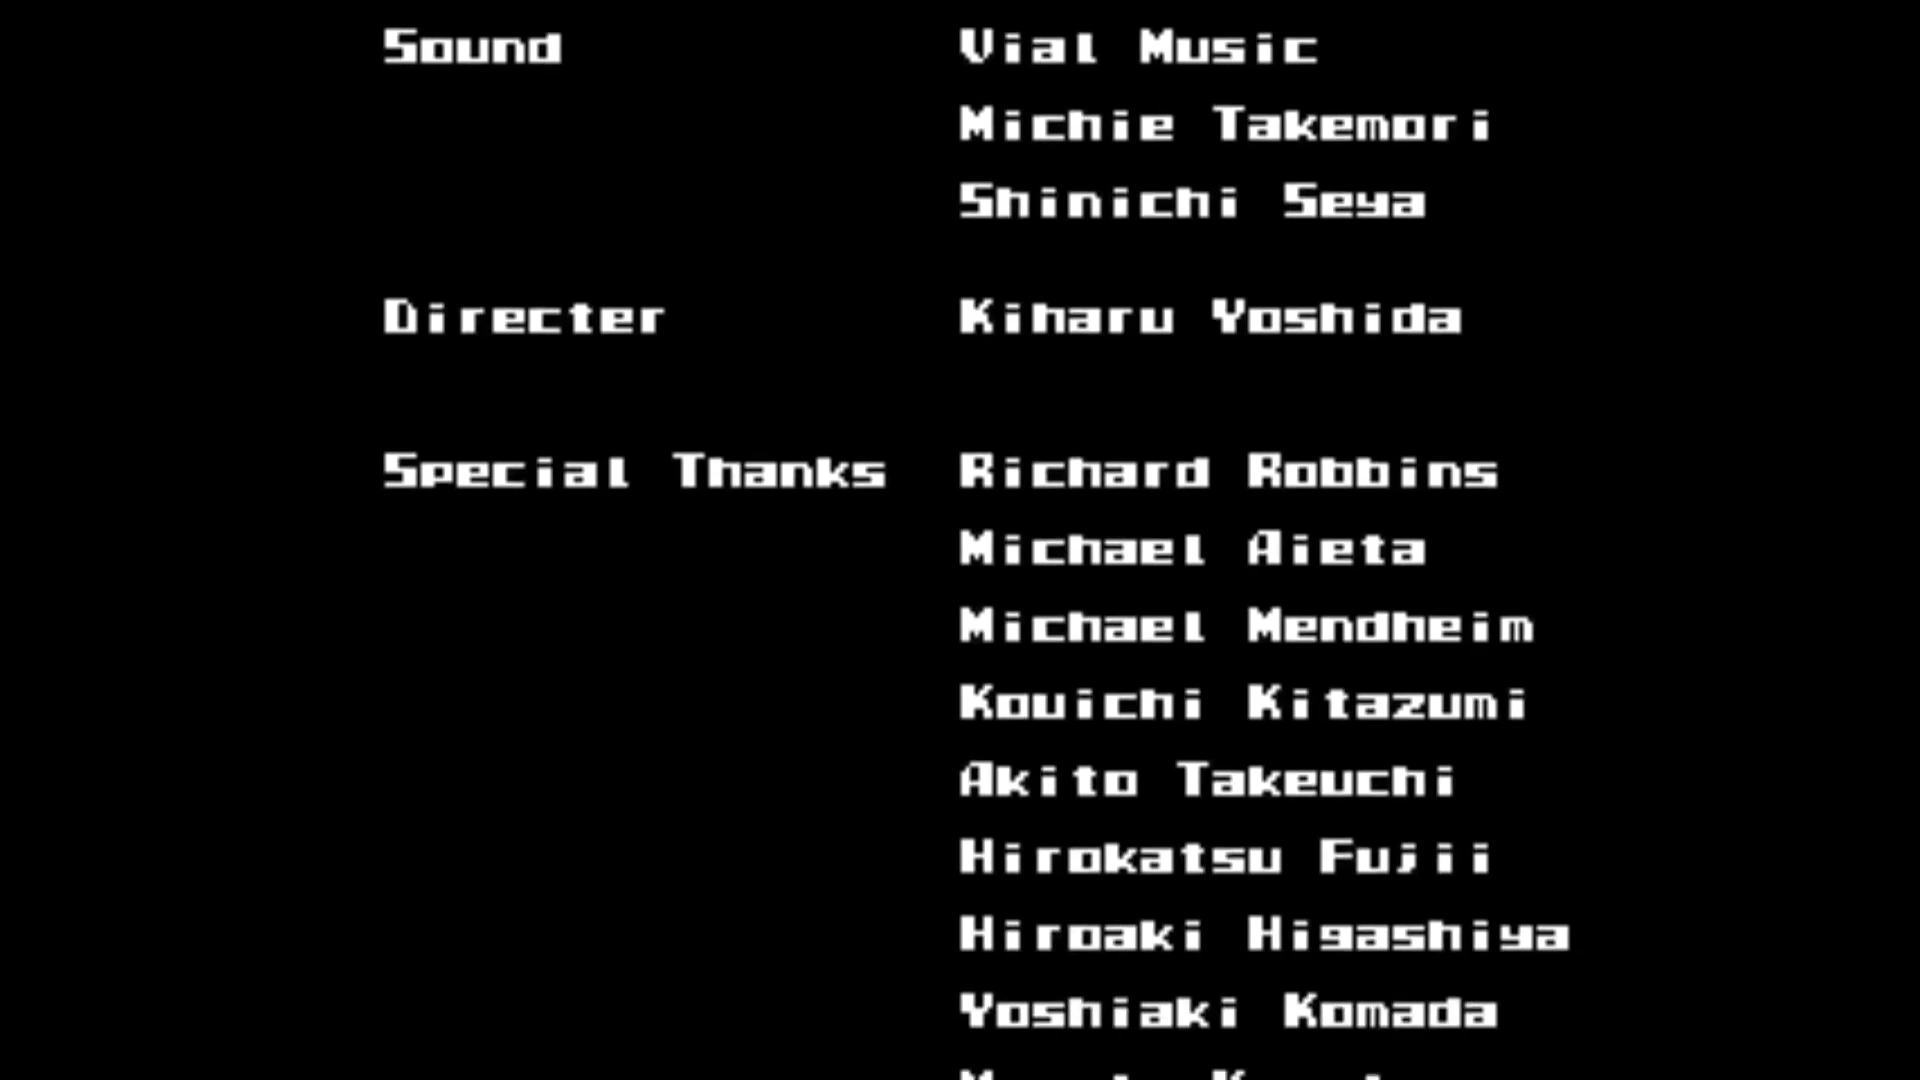 Sound Vial Music
Michie Takemori
Shinichi Seya
Directer Kiharu Yoshida
Special Thanks Richard Robbins
Michael Aieta
Michael Mendheim
Kouichi Kitazumi
Akito Takeuchi
Hirokatsu Fujii
Hiroaki Higashiya
Yoshiaki Komada